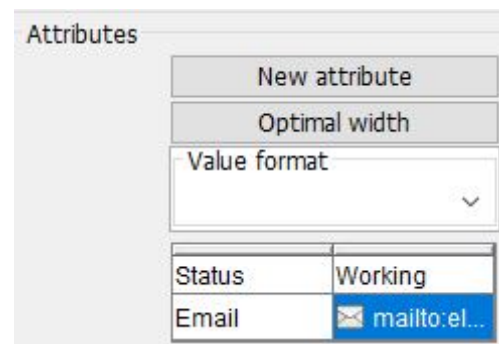 Attributes
New attribute
Optimal width
Value format
Status Working
Email mailto:el...